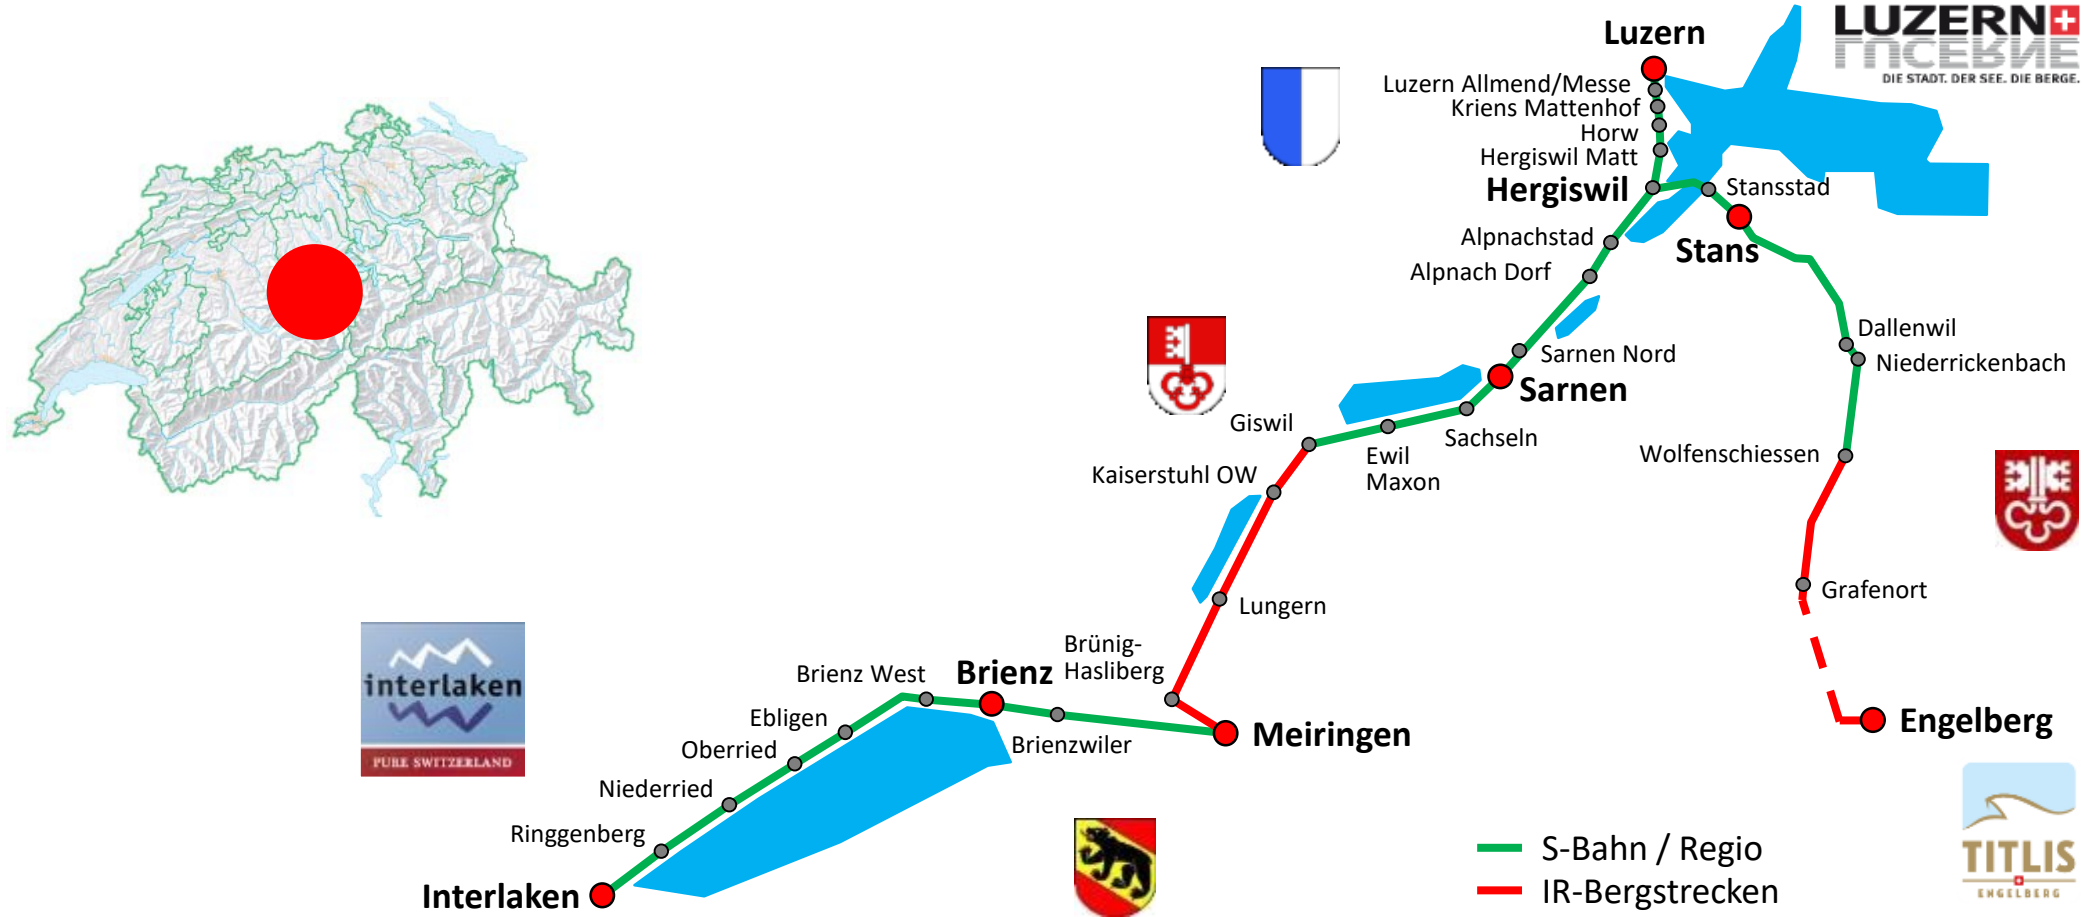 LUZERN
LUCERNE
DIE STADT. DER SEE. DIE BERGE.
Luzern
Luzern Allmend/Messe
Kriens Mattenhof
Horw
Hergiswil Matt
Hergiswil
Stansstad
Stans
Alpnachstad
Alpnach Dorf
Dallenwil
Niederrickenbach
Sarnen Nord
Sarnen
Giswil
Sachseln
Ewil
Maxon
Wolfenschiessen
Kaiserstuhl OW
Grafenort
Lungern
Brünig-
Hasliberg
Brienz West
Brienz
Engelberg
Meiringen
Brienzwiler
Ebligen
Oberried
Niederried
Ringgenberg
Interlaken
interlaken
PURE SWITZERLAND
S-Bahn / Regio
IR-Bergstrecken
TITLIS
ENGELBERG